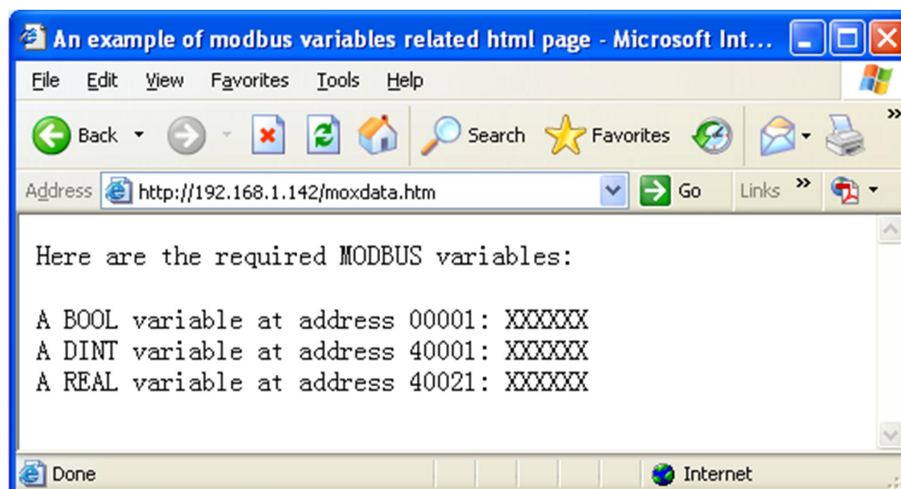 An example of modbus variables related html page - Microsoft Int...
File Edit View Favorites Tools Help
Back Search Favorites »
Address http://192.168.1.142/moxdata.htm Go Links »
Here are the required MODBUS variables:
A BOOL variable at address 00001: XXXXXX
A DINT variable at address 40001: XXXXXX
A REAL variable at address 40021: XXXXXX
Done Internet